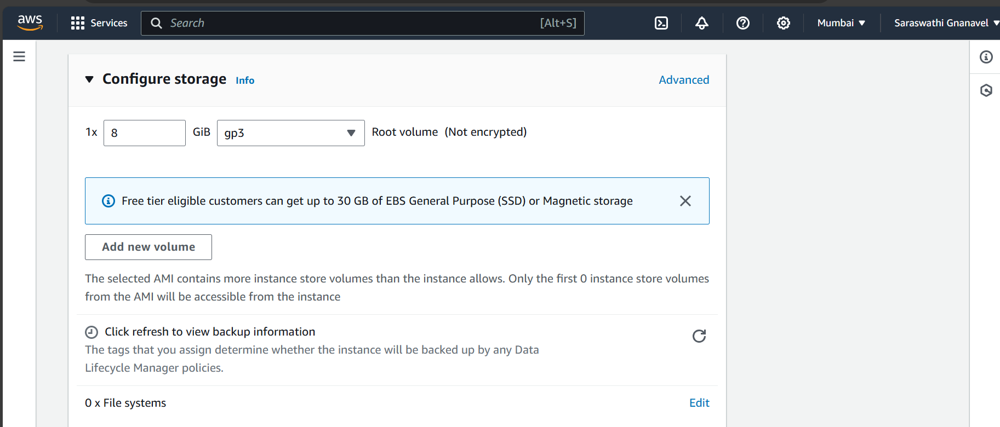 aws Services Search [Alt+S] Mumbai Saraswathi Gnanavel
Configure storage Info Advanced
1x 8 GiB gp3 Root volume (Not encrypted)
Free tier eligible customers can get up to 30 GB of EBS General Purpose (SSD) or Magnetic storage
Add new volume
The selected AMI contains more instance store volumes than the instance allows. Only the first 0 instance store volumes
from the AMI will be accessible from the instance
Click refresh to view backup information
The tags that you assign determine whether the instance will be backed up by any Data
Lifecycle Manager policies.
0 x File systems Edit